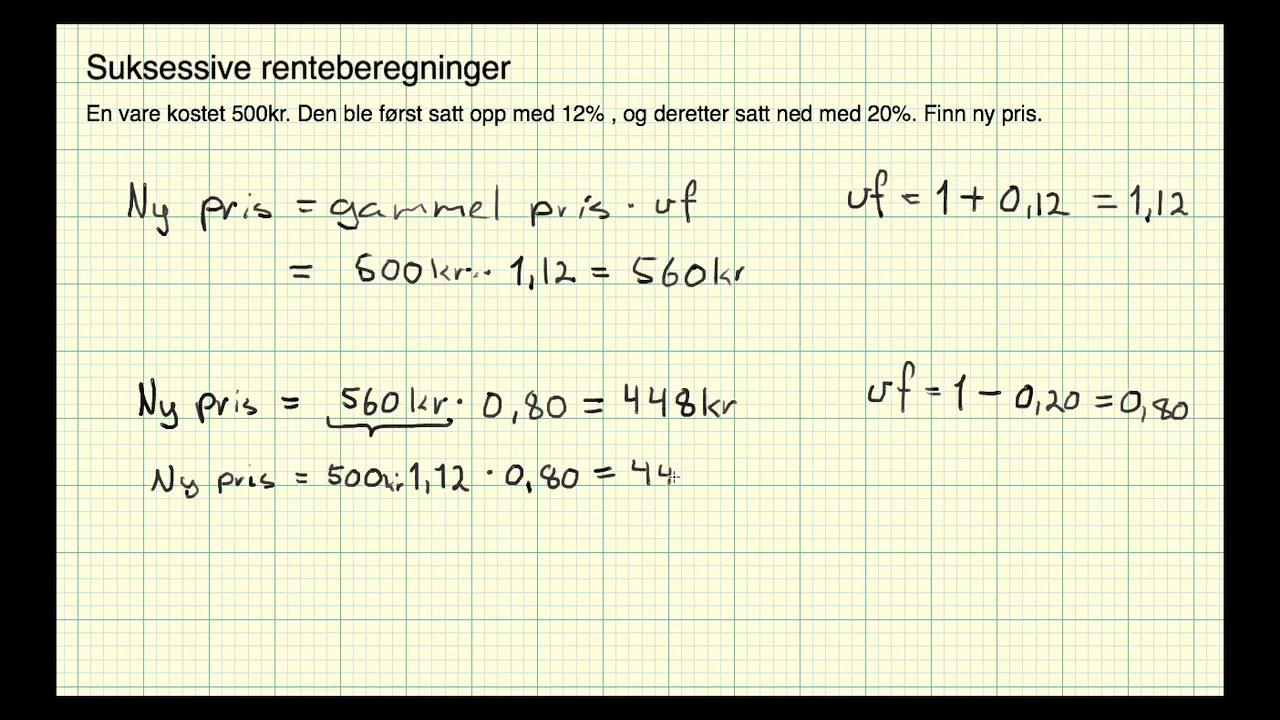 Suksessive renteberegninger
En vare kostet 500kr. Den ble først satt opp med 12% , og deretter satt ned med 20%. Finn ny pris.
Ny pris = gammel pris · vf
vf = 1 + 0,12 = 1,12
= 500kr · 1,12 = 560kr
Ny pris = 560kr · 0,80 = 448kr
vf = 1 - 0,20 = 0,80
Ny pris = 500kr 1,12 · 0,80 = 44